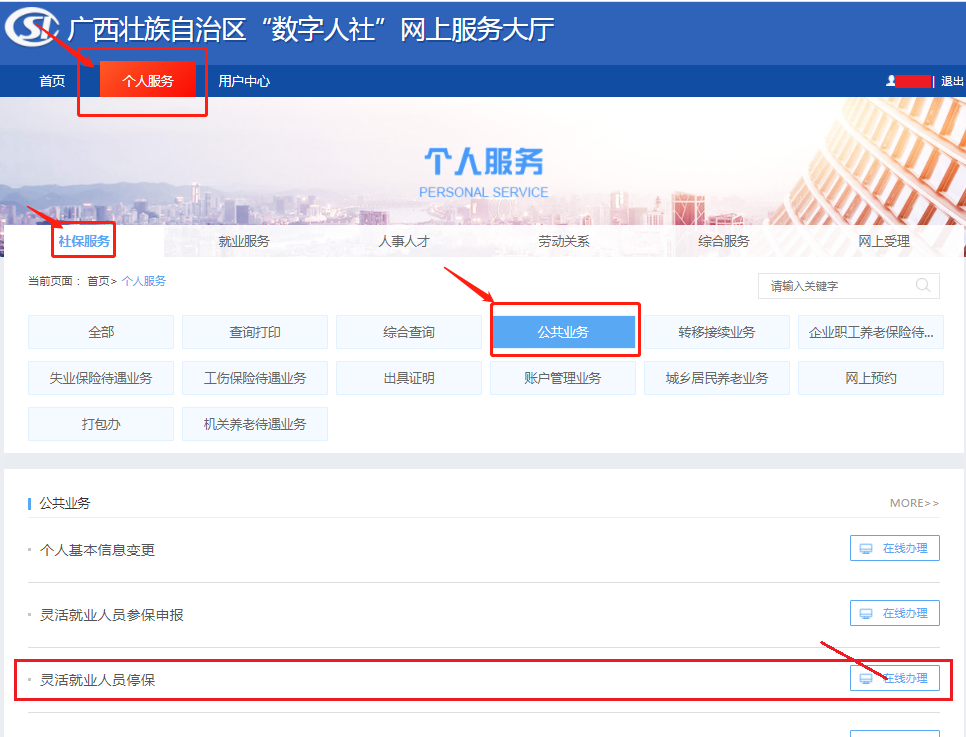 广西壮族自治区“数字人社”网上服务大厅
首页 个人服务 用户中心 | 退出
个人服务
PERSONAL SERVICE
社保服务 就业服务 人事人才 劳动关系 综合服务 网上受理
当前页面： 首页> 个人服务 请输入关键字
全部 查询打印 综合查询 公共业务 转移接续业务 企业职工养老保险待...
失业保险待遇业务 工伤保险待遇业务 出具证明 账户管理业务 城乡居民养老业务 网上预约
打包办 机关养老待遇业务
公共业务 MORE>>
个人基本信息变更 在线办理
灵活就业人员参保申报 在线办理
灵活就业人员停保 在线办理